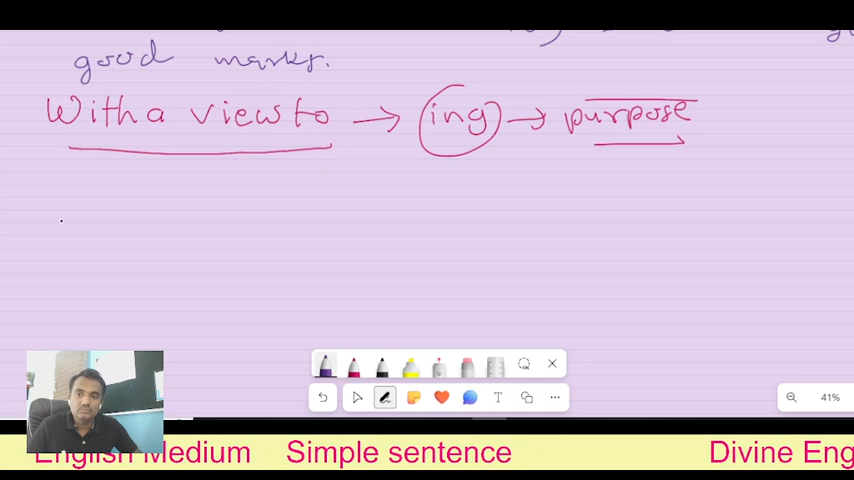 good marks.
With a view to → ing → purpose
41%
English Medium Simple sentence Divine Eng